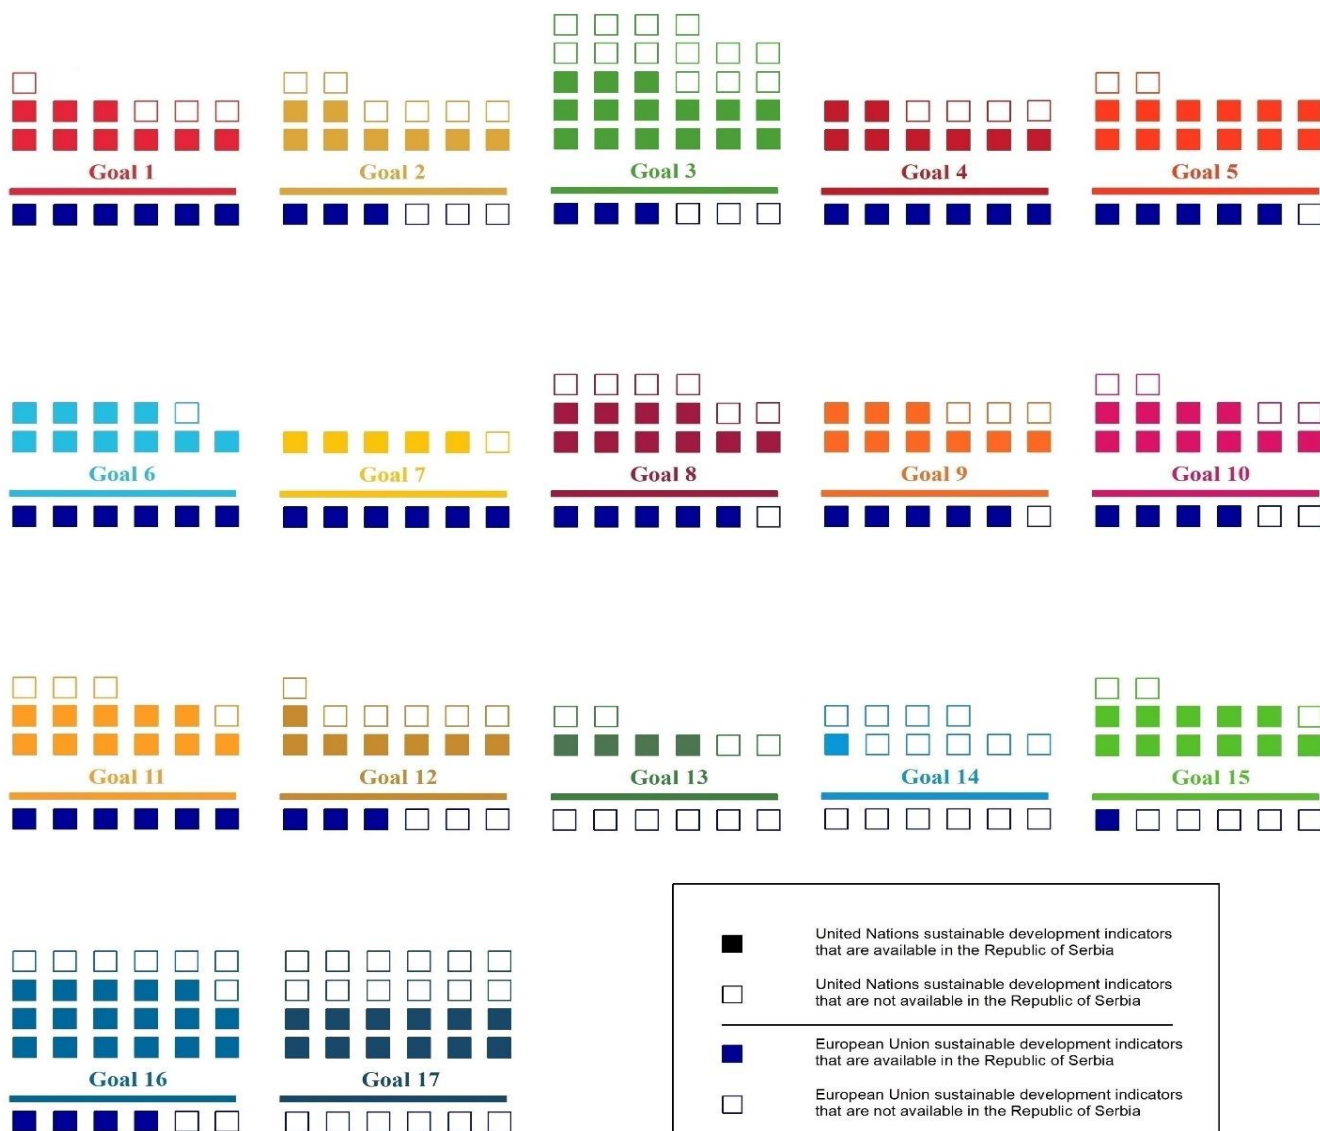 Goal 1
Goal 2
Goal 3
Goal 4
Goal 5
Goal 6
Goal 7
Goal 8
Goal 9
Goal 10
Goal 11
Goal 12
Goal 13
Goal 14
Goal 15
Goal 16
Goal 17
United Nations sustainable development indicators
that are available in the Republic of Serbia
United Nations sustainable development indicators
that are not available in the Republic of Serbia
European Union sustainable development indicators
that are available in the Republic of Serbia
European Union sustainable development indicators
that are not available in the Republic of Serbia